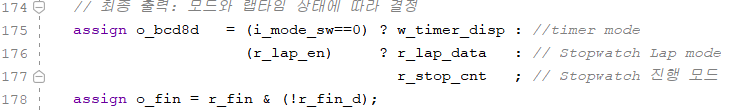 174 // 최종 출력: 모드와 랩타임 상태에 따라 결정
175 assign o_bcd8d = (i_mode_sw==0) ? w_timer_disp : //timer mode
176 (r_lap_en) ? r_lap_data : // Stopwatch Lap mode
177 r_stop_cnt ; // Stopwatch 진행 모드
178 assign o_fin = r_fin & (!r_fin_d);